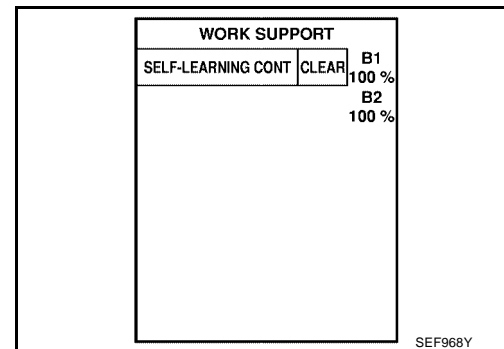 WORK SUPPORT
SELF-LEARNING CONT CLEAR B1
100 %
B2
100 %
SEF968Y